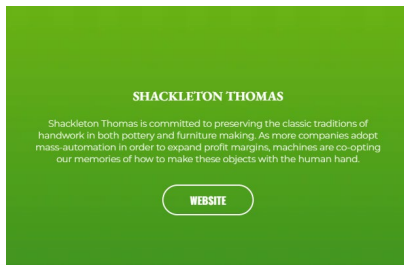 SHACKLETON THOMAS
Shackleton Thomas is committed to preserving the classic traditions of
handwork in both pottery and furniture making. As more companies adopt
mass-automation in order to expand profit margins, machines are co-opting
our memories of how to make these objects with the human hand.
WEBSITE